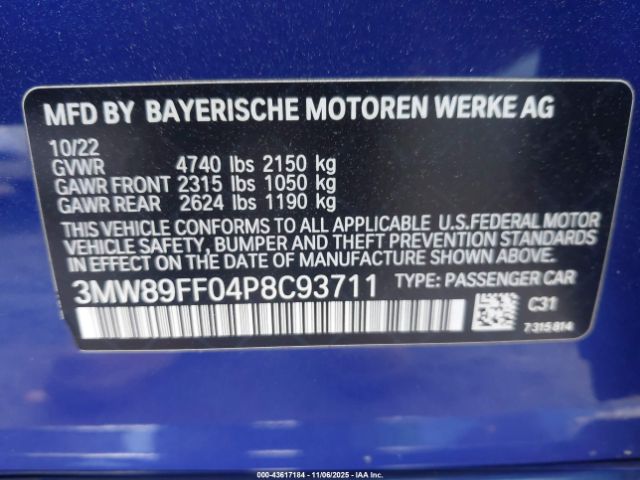 MFD BY BAYERISCHE MOTOREN WERKE AG
10/22
GVWR 4740 lbs 2150 kg
GAWR FRONT 2315 lbs 1050 kg
GAWR REAR 2624 lbs 1190 kg
THIS VEHICLE CONFORMS TO ALL APPLICABLE U.S.FEDERAL MOTOR
VEHICLE SAFETY, BUMPER AND THEFT PREVENTION STANDARDS
IN EFFECT ON THE DATE OF MANUFACTURE SHOWN ABOVE.
3MW89FF04P8C93711 TYPE: PASSENGER CAR
C31
7315814
000-43617184 - 11/06/2025 - IAA Inc.